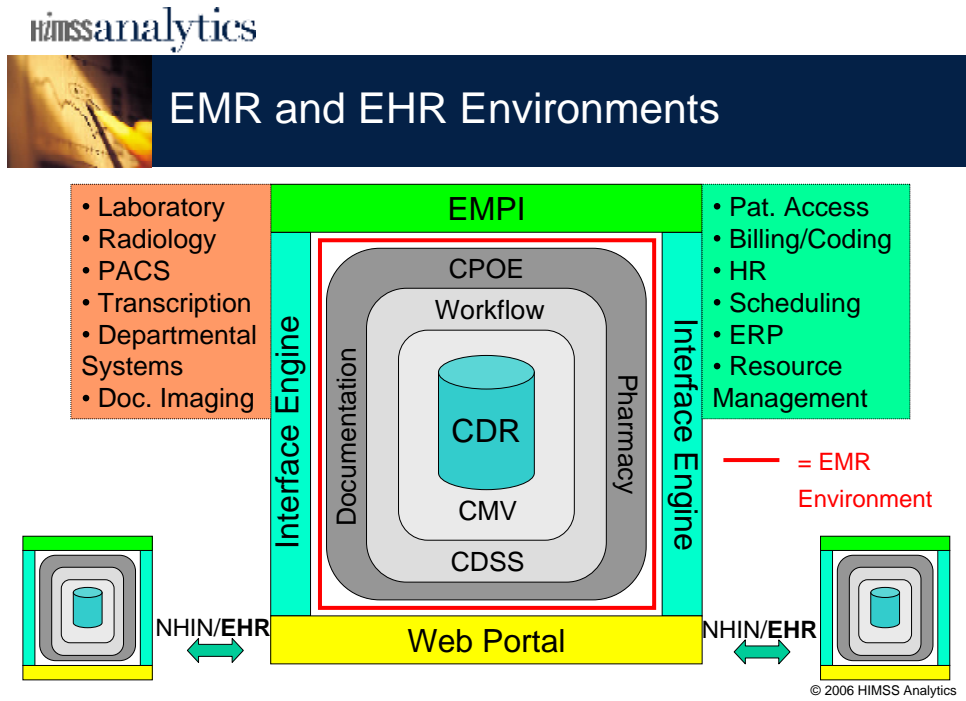 HIMSS analytics
EMR and EHR Environments
• Laboratory
• Radiology
• PACS
• Transcription
• Departmental
Systems
• Doc. Imaging
EMPI
• Pat. Access
• Billing/Coding
• HR
• Scheduling
• ERP
• Resource
Management
Interface Engine
CPOE
Workflow
Documentation
CDR
Pharmacy
CMV
CDSS
Interface Engine
= EMR
Environment
NHIN/EHR
Web Portal
NHIN/EHR
© 2006 HIMSS Analytics